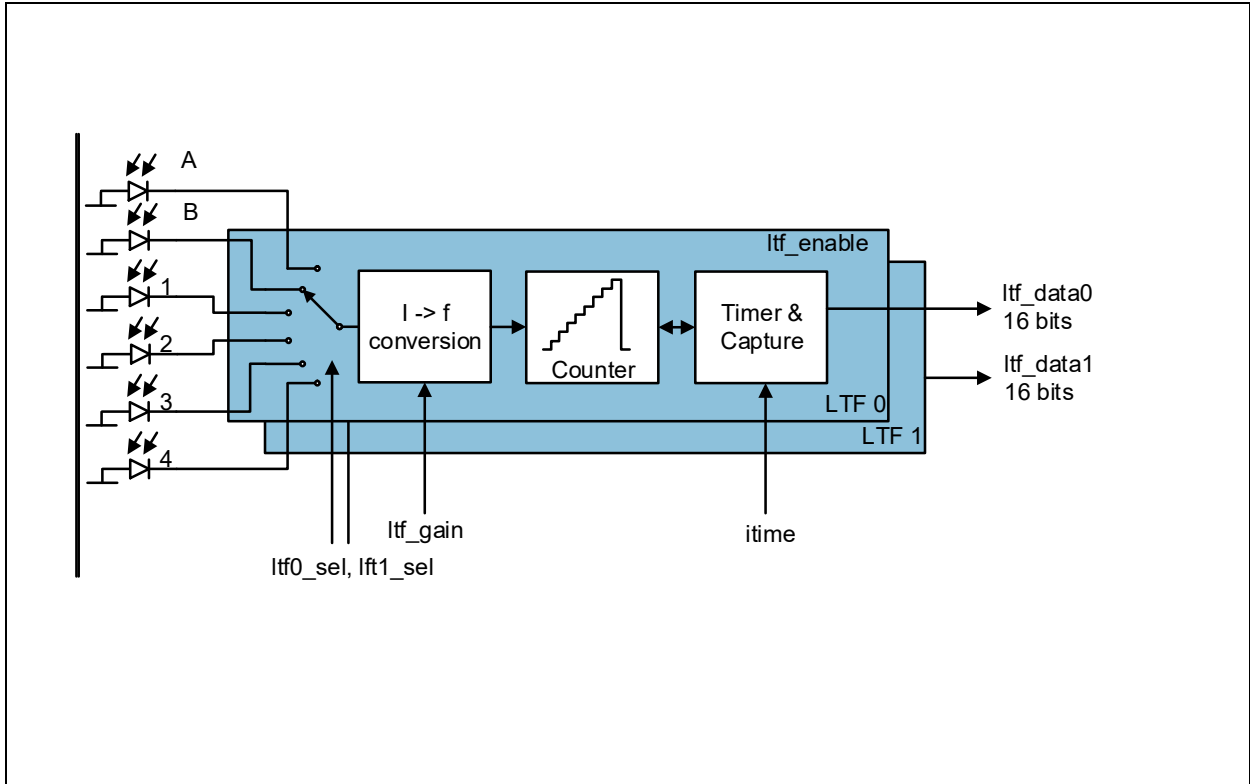 A
B
1
2
3
4
ltf_enable
I -> f
conversion
Counter
Timer &
Capture
LTF 0
LTF 1
ltf_data0
16 bits
ltf_data1
16 bits
ltf_gain
itime
ltf0_sel, lft1_sel